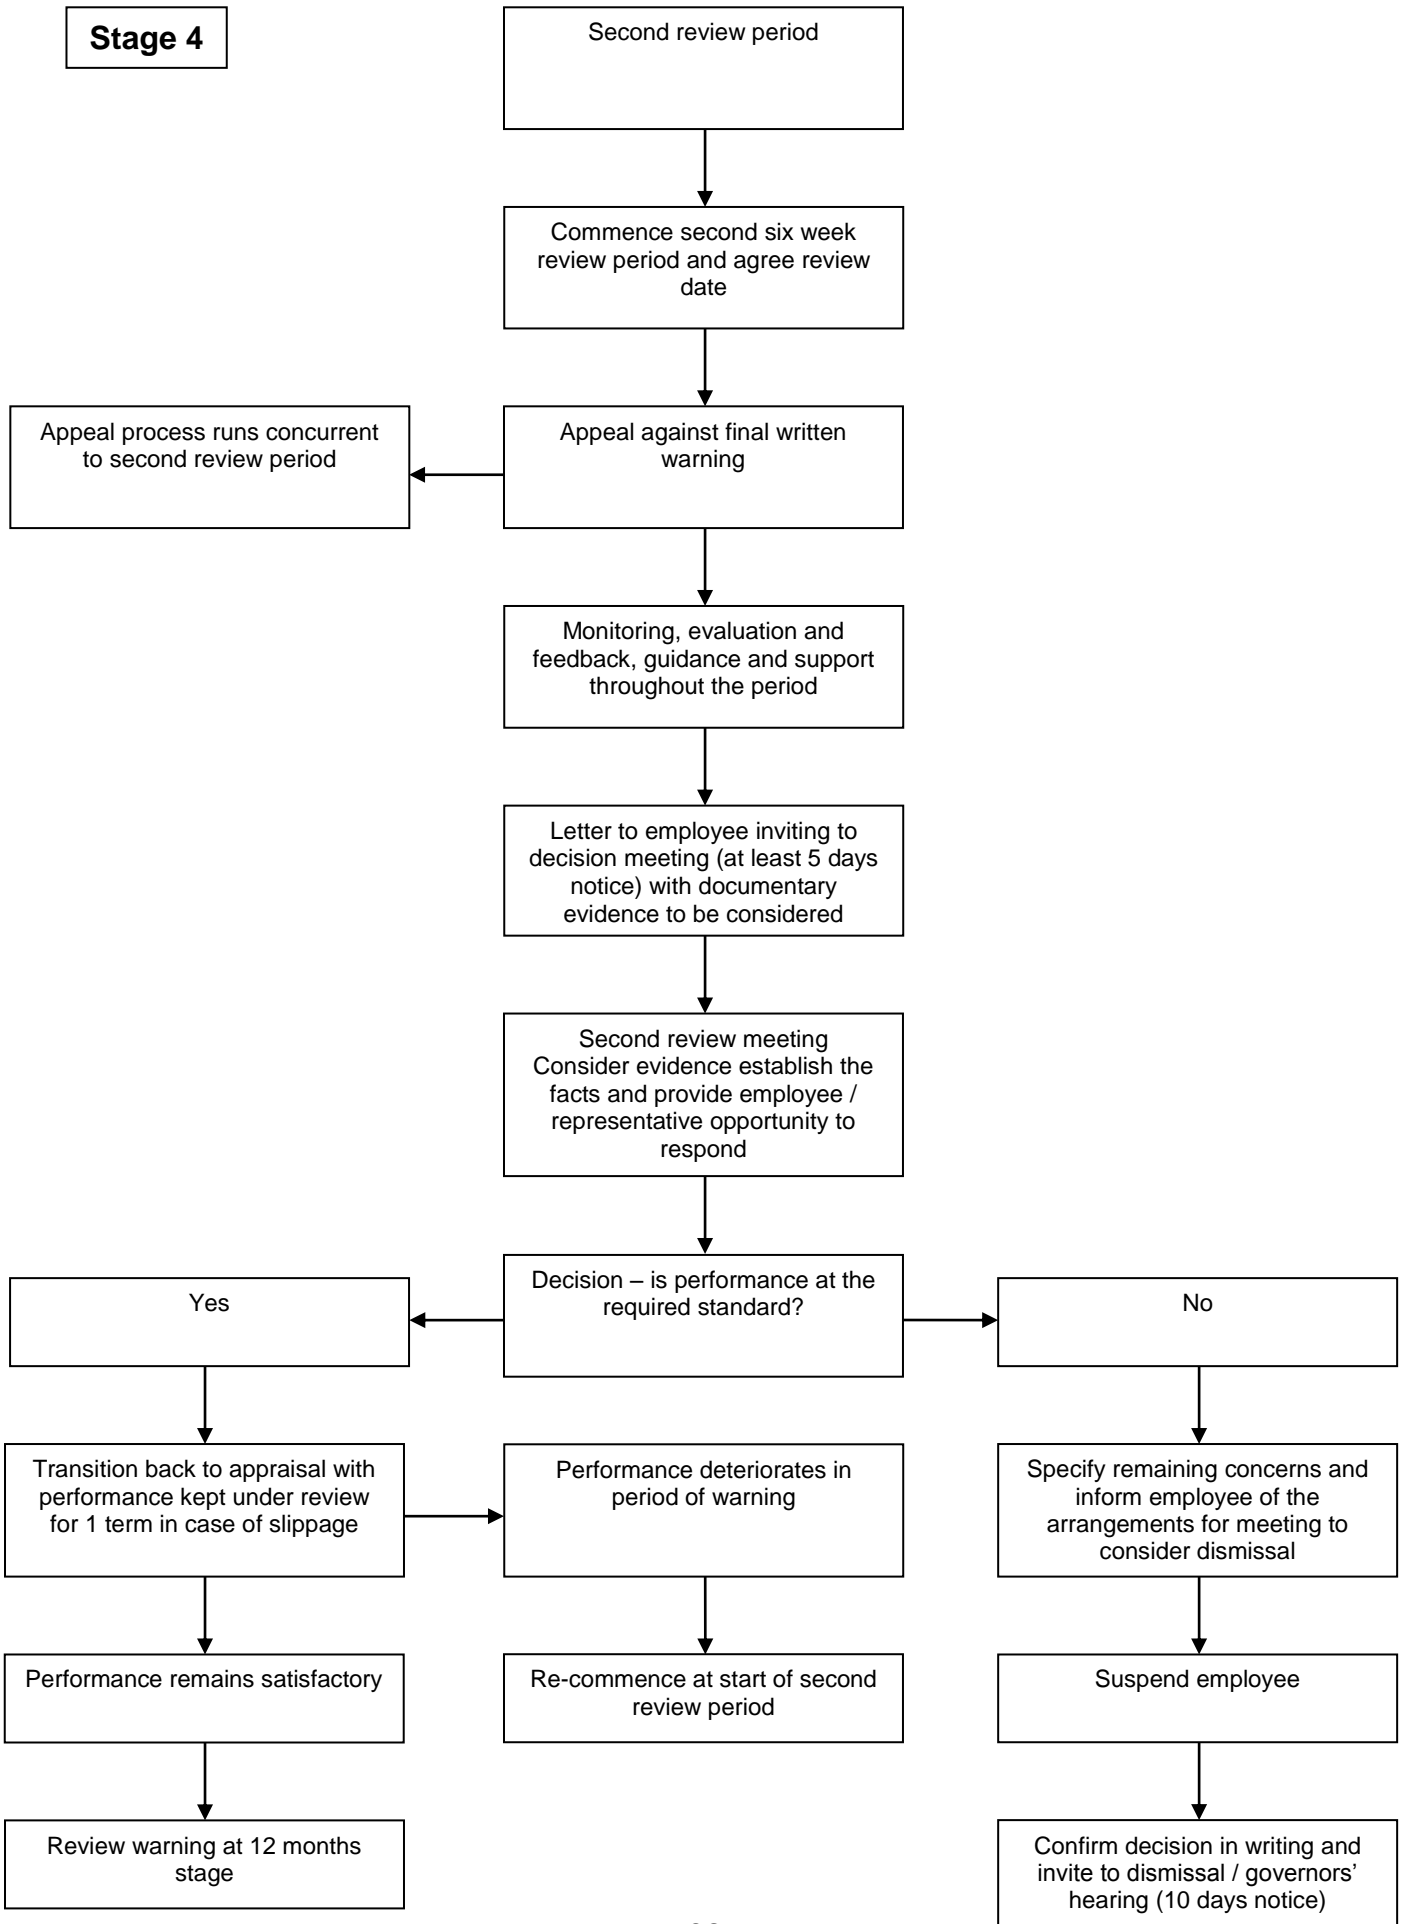 Stage 4
Second review period
Commence second six week
review period and agree review
date
Appeal process runs concurrent
to second review period
Appeal against final written
warning
Monitoring, evaluation and
feedback, guidance and support
throughout the period
Letter to employee inviting to
decision meeting (at least 5 days
notice) with documentary
evidence to be considered
Second review meeting
Consider evidence establish the
facts and provide employee /
representative opportunity to
respond
Decision – is performance at the
required standard?
Yes
No
Transition back to appraisal with
performance kept under review
for 1 term in case of slippage
Performance deteriorates in
period of warning
Specify remaining concerns and
inform employee of the
arrangements for meeting to
consider dismissal
Performance remains satisfactory
Re-commence at start of second
review period
Suspend employee
Review warning at 12 months
stage
Confirm decision in writing and
invite to dismissal / governors’
hearing (10 days notice)